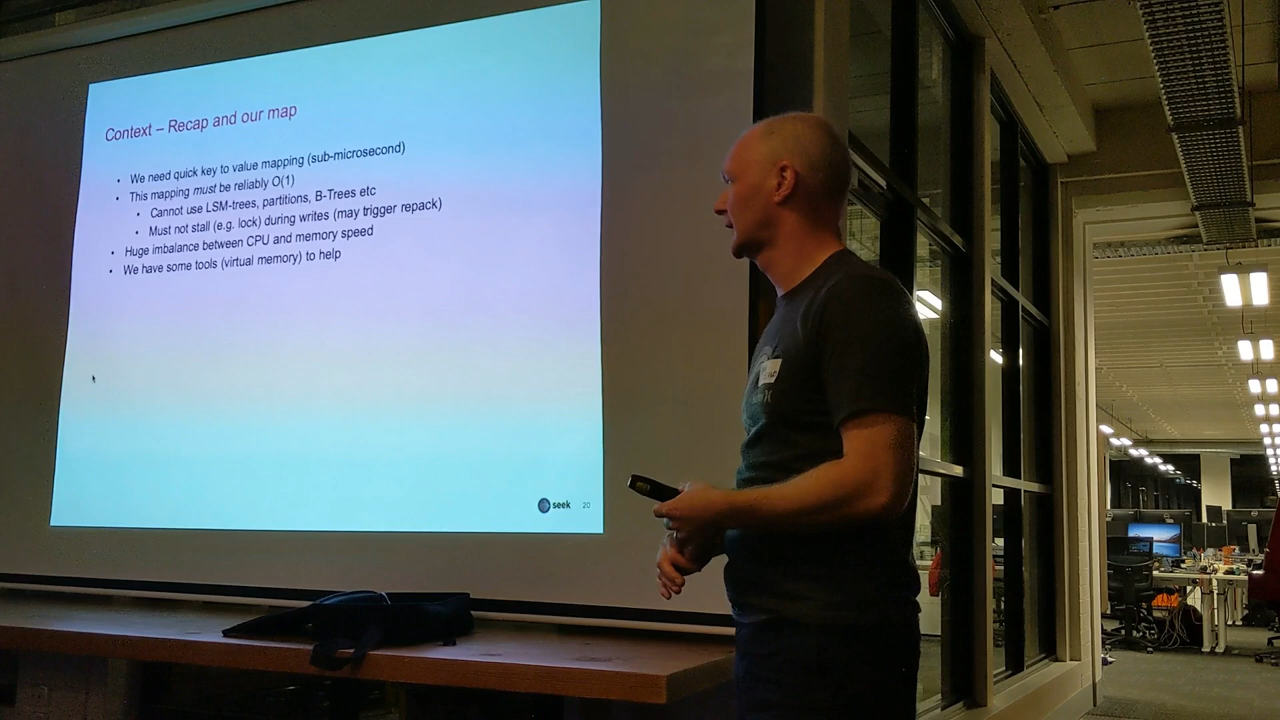 Context – Recap and our map
• We need quick key to value mapping (sub-microsecond)
• This mapping must be reliably O(1)
• Cannot use LSM-trees, partitions, B-Trees etc
• Must not stall (e.g. lock) during writes (may trigger repack)
• Huge imbalance between CPU and memory speed
• We have some tools (virtual memory) to help
seek 20